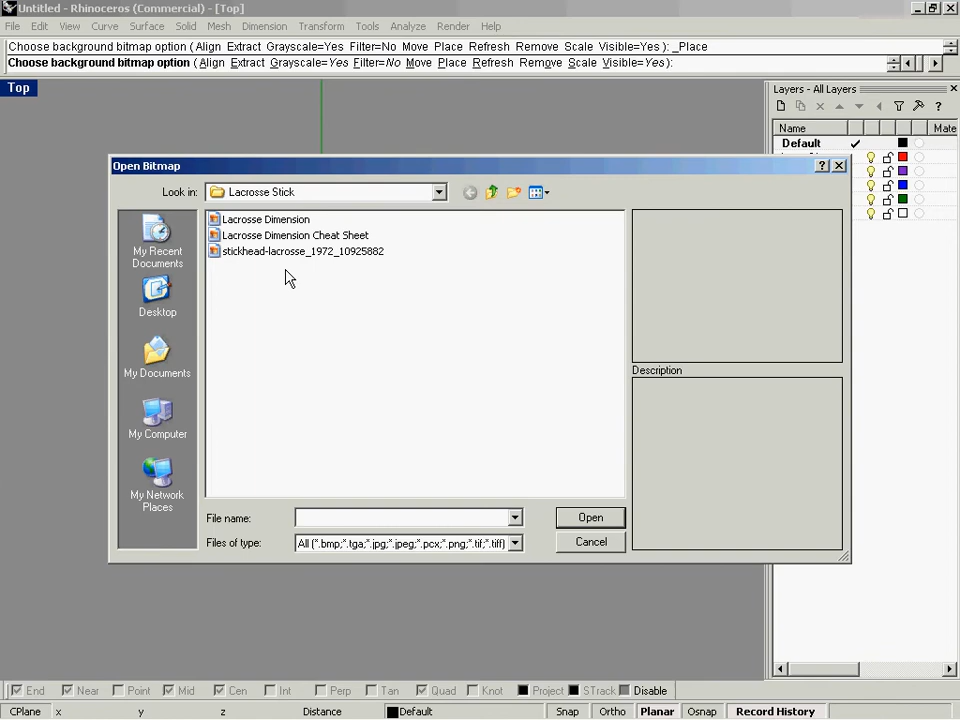 Untitled - Rhinoceros (Commercial) - [Top]
File Edit View Curve Surface Solid Mesh Dimension Transform Tools Analyze Render Help
Choose background bitmap option ( Align Extract Grayscale=Yes Filter=No Move Place Refresh Remove Scale Visible=Yes ): _Place
Choose background bitmap option ( Align Extract Grayscale=Yes Filter=No Move Place Refresh Remove Scale Visible=Yes ):
Top
Layers - All Layers
Name Mate
Default
Open Bitmap
Look in: Lacrosse Stick
Lacrosse Dimension
Lacrosse Dimension Cheat Sheet
stickhead-lacrosse_1972_10925882
My Recent
Documents
Desktop
My Documents
My Computer
My Network
Places
Description
File name: Open
Files of type: All (*.bmp;*.tga;*.jpg;*.jpeg;*.pcx;*.png;*.tif;*.tiff) Cancel
End Near Point Mid Cen Int Perp Tan Quad Knot Project STrack Disable
CPlane x y z Distance Default Snap Ortho Planar Osnap Record History